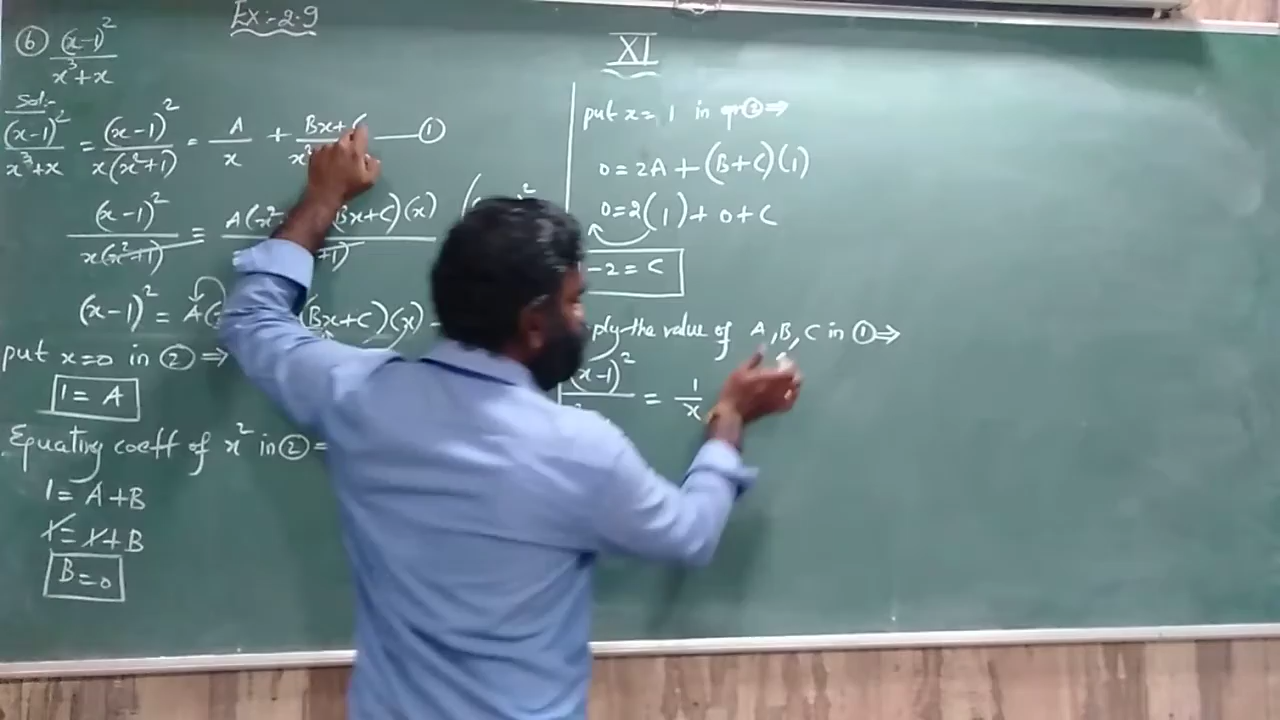 Ex:-2.9
XI
⑥ (x-1)² / x³+x
Sol:-
(x-1)² / x³+x = (x-1)² / x(x²+1) = A/x + Bx+C / x² —①
(x-1)² / x(x²+1) = A(x² Bx+C)(x) / +1)
(x-1)² = A( (Bx+C)(x)
put x=0 in ② ⇒
1 = A
Equating coeff of x² in ② =
1 = A+B
1 = 1+B
B=0
put x= 1 in eqn ② ⇒
0=2A+(B+C)(1)
0=2(1)+0+C
-2 = C
the value of A, B, C in ① ⇒
(x-1)² = 1/x